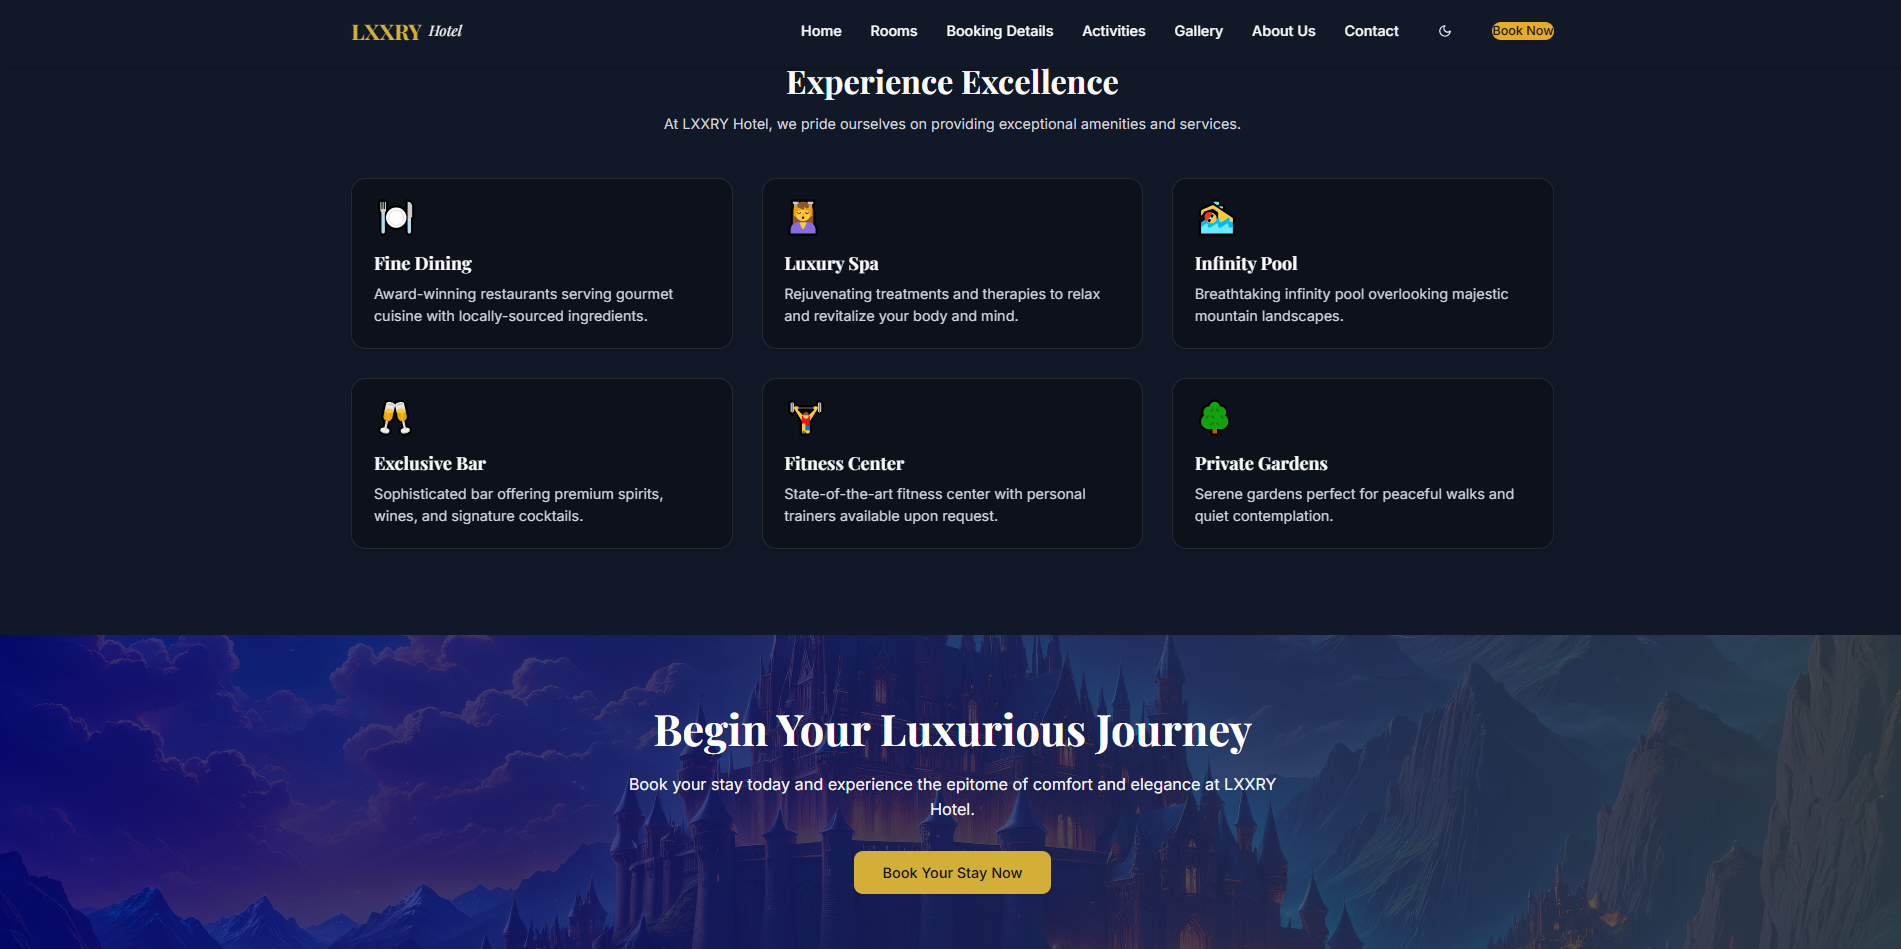 LXXRY Hotel
Home Rooms Booking Details Activities Gallery About Us Contact Book Now
Experience Excellence
At LXXRY Hotel, we pride ourselves on providing exceptional amenities and services.
Fine Dining
Award-winning restaurants serving gourmet
cuisine with locally-sourced ingredients.
Luxury Spa
Rejuvenating treatments and therapies to relax
and revitalize your body and mind.
Infinity Pool
Breathtaking infinity pool overlooking majestic
mountain landscapes.
Exclusive Bar
Sophisticated bar offering premium spirits,
wines, and signature cocktails.
Fitness Center
State-of-the-art fitness center with personal
trainers available upon request.
Private Gardens
Serene gardens perfect for peaceful walks and
quiet contemplation.
Begin Your Luxurious Journey
Book your stay today and experience the epitome of comfort and elegance at LXXRY
Hotel.
Book Your Stay Now